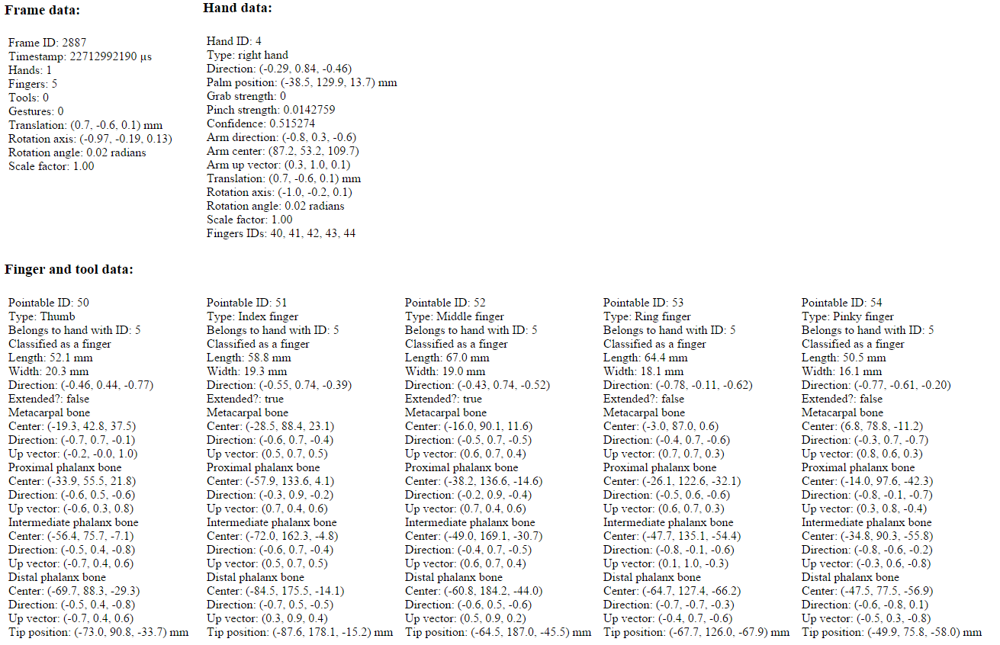 Frame data:
Frame ID: 2887
Timestamp: 22712992190 μs
Hands: 1
Fingers: 5
Tools: 0
Gestures: 0
Translation: (0.7, -0.6, 0.1) mm
Rotation axis: (-0.97, -0.19, 0.13)
Rotation angle: 0.02 radians
Scale factor: 1.00
Hand data:
Hand ID: 4
Type: right hand
Direction: (-0.29, 0.84, -0.46)
Palm position: (-38.5, 129.9, 13.7) mm
Grab strength: 0
Pinch strength: 0.0142759
Confidence: 0.515274
Arm direction: (-0.8, 0.3, -0.6)
Arm center: (87.2, 53.2, 109.7)
Arm up vector: (0.3, 1.0, 0.1)
Translation: (0.7, -0.6, 0.1) mm
Rotation axis: (-1.0, -0.2, 0.1)
Rotation angle: 0.02 radians
Scale factor: 1.00
Fingers IDs: 40, 41, 42, 43, 44
Finger and tool data:
Pointable ID: 50
Type: Thumb
Belongs to hand with ID: 5
Classified as a finger
Length: 52.1 mm
Width: 20.3 mm
Direction: (-0.46, 0.44, -0.77)
Extended?: false
Metacarpal bone
Center: (-19.3, 42.8, 37.5)
Direction: (-0.7, 0.7, -0.1)
Up vector: (-0.2, -0.0, 1.0)
Proximal phalanx bone
Center: (-33.9, 55.5, 21.8)
Direction: (-0.6, 0.5, -0.6)
Up vector: (-0.6, 0.3, 0.8)
Intermediate phalanx bone
Center: (-56.4, 75.7, -7.1)
Direction: (-0.5, 0.4, -0.8)
Up vector: (-0.7, 0.4, 0.6)
Distal phalanx bone
Center: (-69.7, 88.3, -29.3)
Direction: (-0.5, 0.4, -0.8)
Up vector: (-0.7, 0.4, 0.6)
Tip position: (-73.0, 90.8, -33.7) mm
Pointable ID: 51
Type: Index finger
Belongs to hand with ID: 5
Classified as a finger
Length: 58.8 mm
Width: 19.3 mm
Direction: (-0.55, 0.74, -0.39)
Extended?: true
Metacarpal bone
Center: (-28.5, 88.4, 23.1)
Direction: (-0.6, 0.7, -0.4)
Up vector: (0.5, 0.7, 0.5)
Proximal phalanx bone
Center: (-57.9, 133.6, 4.1)
Direction: (-0.3, 0.9, -0.2)
Up vector: (0.7, 0.4, 0.6)
Intermediate phalanx bone
Center: (-72.0, 162.3, -4.8)
Direction: (-0.6, 0.7, -0.4)
Up vector: (0.5, 0.7, 0.5)
Distal phalanx bone
Center: (-84.5, 175.5, -14.1)
Direction: (-0.7, 0.5, -0.5)
Up vector: (0.3, 0.9, 0.4)
Tip position: (-87.6, 178.1, -15.2) mm
Pointable ID: 52
Type: Middle finger
Belongs to hand with ID: 5
Classified as a finger
Length: 67.0 mm
Width: 19.0 mm
Direction: (-0.43, 0.74, -0.52)
Extended?: true
Metacarpal bone
Center: (-16.0, 90.1, 11.6)
Direction: (-0.5, 0.7, -0.5)
Up vector: (0.6, 0.7, 0.4)
Proximal phalanx bone
Center: (-38.2, 136.6, -14.6)
Direction: (-0.2, 0.9, -0.4)
Up vector: (0.7, 0.4, 0.6)
Intermediate phalanx bone
Center: (-49.0, 169.1, -30.7)
Direction: (-0.4, 0.7, -0.5)
Up vector: (0.6, 0.7, 0.4)
Distal phalanx bone
Center: (-60.8, 184.2, -44.0)
Direction: (-0.6, 0.5, -0.6)
Up vector: (0.5, 0.9, 0.2)
Tip position: (-64.5, 187.0, -45.5) mm
Pointable ID: 53
Type: Ring finger
Belongs to hand with ID: 5
Classified as a finger
Length: 64.4 mm
Width: 18.1 mm
Direction: (-0.78, -0.11, -0.62)
Extended?: false
Metacarpal bone
Center: (-3.0, 87.0, 0.6)
Direction: (-0.4, 0.7, -0.6)
Up vector: (0.7, 0.7, 0.3)
Proximal phalanx bone
Center: (-26.1, 122.6, -32.1)
Direction: (-0.5, 0.6, -0.6)
Up vector: (0.6, 0.7, 0.3)
Intermediate phalanx bone
Center: (-47.7, 135.1, -54.4)
Direction: (-0.8, -0.1, -0.6)
Up vector: (0.1, 1.0, -0.3)
Distal phalanx bone
Center: (-64.7, 127.4, -66.2)
Direction: (-0.7, -0.7, -0.3)
Up vector: (-0.4, 0.7, -0.6)
Tip position: (-67.7, 126.0, -67.9) mm
Pointable ID: 54
Type: Pinky finger
Belongs to hand with ID: 5
Classified as a finger
Length: 50.5 mm
Width: 16.1 mm
Direction: (-0.77, -0.61, -0.20)
Extended?: false
Metacarpal bone
Center: (6.8, 78.8, -11.2)
Direction: (-0.3, 0.7, -0.7)
Up vector: (0.8, 0.6, 0.3)
Proximal phalanx bone
Center: (-14.0, 97.6, -42.3)
Direction: (-0.8, -0.1, -0.7)
Up vector: (0.3, 0.8, -0.4)
Intermediate phalanx bone
Center: (-34.8, 90.3, -55.8)
Direction: (-0.8, -0.6, -0.2)
Up vector: (-0.3, 0.6, -0.8)
Distal phalanx bone
Center: (-47.5, 77.5, -56.9)
Direction: (-0.6, -0.8, 0.1)
Up vector: (-0.5, 0.3, -0.8)
Tip position: (-49.9, 75.8, -58.0) mm